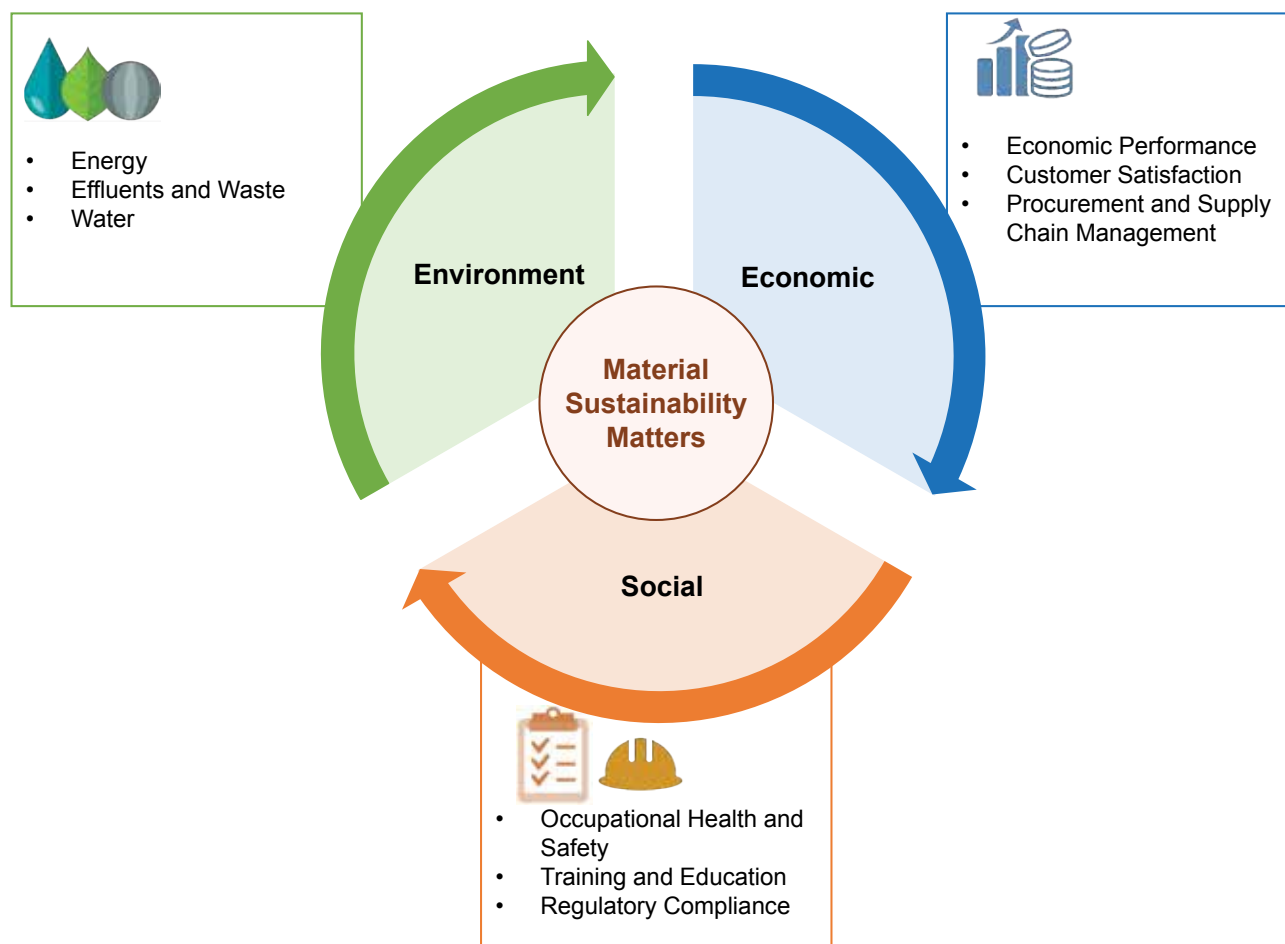 • Energy
• Effluents and Waste
• Water
• Economic Performance
• Customer Satisfaction
• Procurement and Supply
Chain Management
Environment
Economic
Material
Sustainability
Matters
Social
• Occupational Health and
Safety
• Training and Education
• Regulatory Compliance